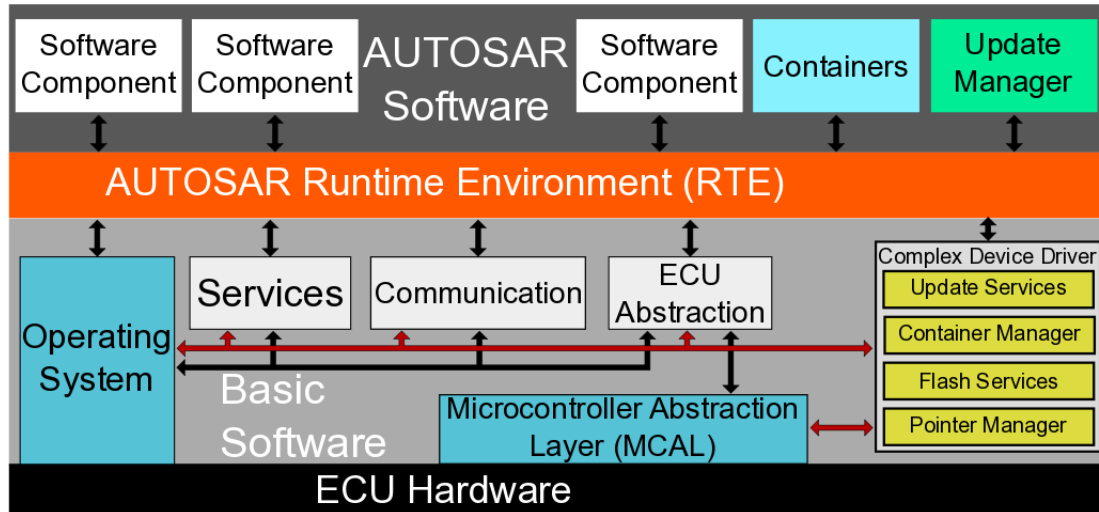 Software
Component
Software
Component
AUTOSAR
Software
Software
Component
Containers
Update
Manager
AUTOSAR Runtime Environment (RTE)
Operating
System
Services
Communication
ECU
Abstraction
Complex Device Driver
Update Services
Container Manager
Flash Services
Pointer Manager
Basic
Software
Microcontroller Abstraction
Layer (MCAL)
ECU Hardware